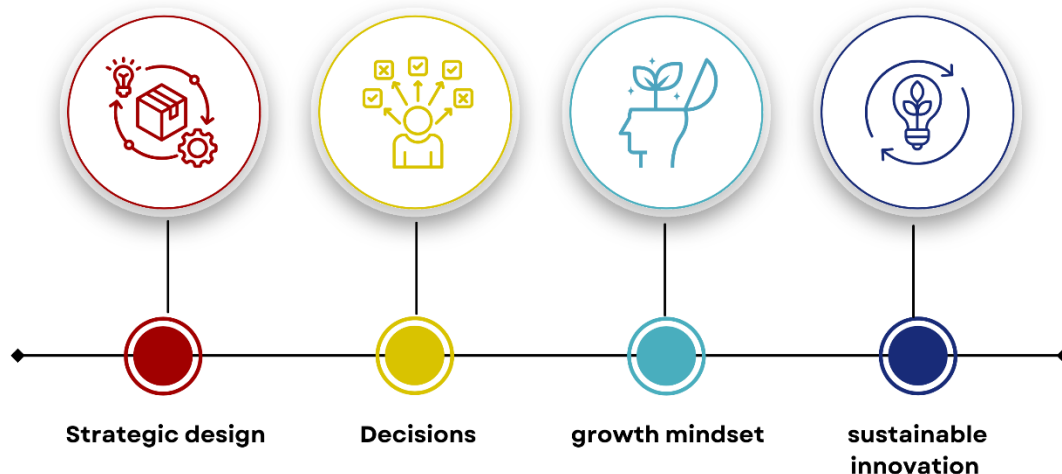 Strategic design
Decisions
growth mindset
sustainable
innovation